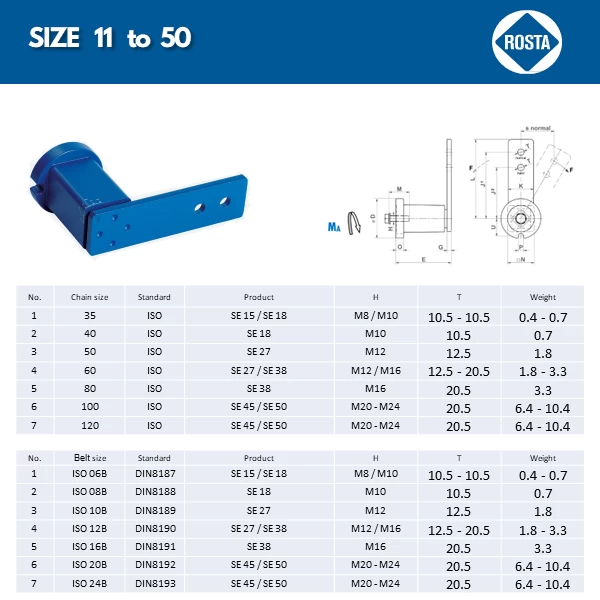 SIZE 11 to 50
ROSTA
s normal
F
F
L
J
J
K
M
D
H
MA
U
O
G
P
E
N
No. Chain size Standard Product H T Weight
1 35 ISO SE 15 / SE 18 M8 / M10 10.5 - 10.5 0.4 - 0.7
2 40 ISO SE 18 M10 10.5 0.7
3 50 ISO SE 27 M12 12.5 1.8
4 60 ISO SE 27 / SE 38 M12 / M16 12.5 - 20.5 1.8 - 3.3
5 80 ISO SE 38 M16 20.5 3.3
6 100 ISO SE 45 / SE 50 M20 - M24 20.5 6.4 - 10.4
7 120 ISO SE 45 / SE 50 M20 - M24 20.5 6.4 - 10.4
No. Belt size Standard Product H T Weight
1 ISO 06B DIN8187 SE 15 / SE 18 M8 / M10 10.5 - 10.5 0.4 - 0.7
2 ISO 08B DIN8188 SE 18 M10 10.5 0.7
3 ISO 10B DIN8189 SE 27 M12 12.5 1.8
4 ISO 12B DIN8190 SE 27 / SE 38 M12 / M16 12.5 - 20.5 1.8 - 3.3
5 ISO 16B DIN8191 SE 38 M16 20.5 3.3
6 ISO 20B DIN8192 SE 45 / SE 50 M20 - M24 20.5 6.4 - 10.4
7 ISO 24B DIN8193 SE 45 / SE 50 M20 - M24 20.5 6.4 - 10.4